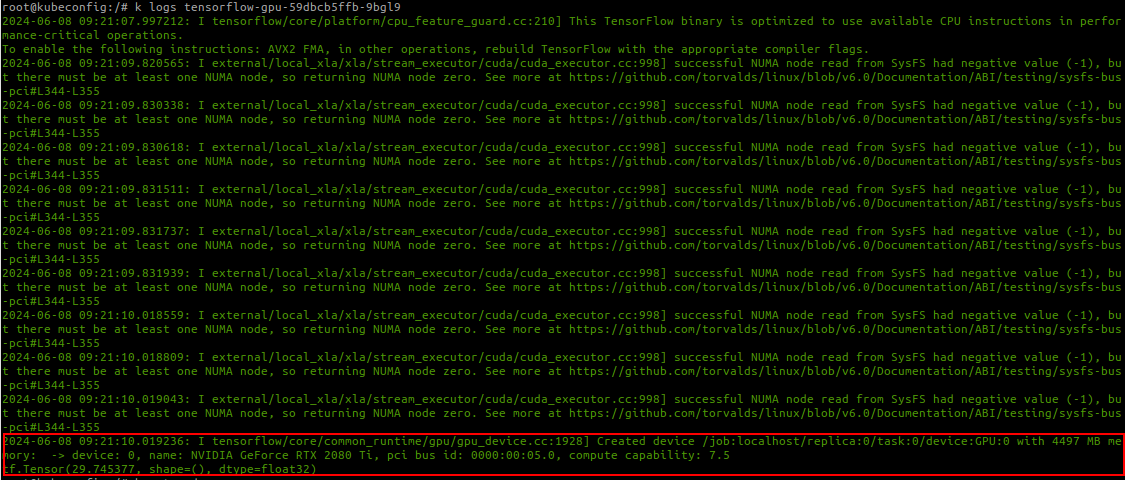 root@kubeconfig:/# k logs tensorflow-gpu-59dbcb5ffb-9bgl9
2024-06-08 09:21:07.997212: I tensorflow/core/platform/cpu_feature_guard.cc:210] This TensorFlow binary is optimized to use available CPU instructions in perfor
mance-critical operations.
To enable the following instructions: AVX2 FMA, in other operations, rebuild TensorFlow with the appropriate compiler flags.
2024-06-08 09:21:09.820565: I external/local_xla/xla/stream_executor/cuda/cuda_executor.cc:998] successful NUMA node read from SysFS had negative value (-1), bu
t there must be at least one NUMA node, so returning NUMA node zero. See more at https://github.com/torvalds/linux/blob/v6.0/Documentation/ABI/testing/sysfs-bus
-pci#L344-L355
2024-06-08 09:21:09.830338: I external/local_xla/xla/stream_executor/cuda/cuda_executor.cc:998] successful NUMA node read from SysFS had negative value (-1), bu
t there must be at least one NUMA node, so returning NUMA node zero. See more at https://github.com/torvalds/linux/blob/v6.0/Documentation/ABI/testing/sysfs-bus
-pci#L344-L355
2024-06-08 09:21:09.830618: I external/local_xla/xla/stream_executor/cuda/cuda_executor.cc:998] successful NUMA node read from SysFS had negative value (-1), bu
t there must be at least one NUMA node, so returning NUMA node zero. See more at https://github.com/torvalds/linux/blob/v6.0/Documentation/ABI/testing/sysfs-bus
-pci#L344-L355
2024-06-08 09:21:09.831511: I external/local_xla/xla/stream_executor/cuda/cuda_executor.cc:998] successful NUMA node read from SysFS had negative value (-1), bu
t there must be at least one NUMA node, so returning NUMA node zero. See more at https://github.com/torvalds/linux/blob/v6.0/Documentation/ABI/testing/sysfs-bus
-pci#L344-L355
2024-06-08 09:21:09.831737: I external/local_xla/xla/stream_executor/cuda/cuda_executor.cc:998] successful NUMA node read from SysFS had negative value (-1), bu
t there must be at least one NUMA node, so returning NUMA node zero. See more at https://github.com/torvalds/linux/blob/v6.0/Documentation/ABI/testing/sysfs-bus
-pci#L344-L355
2024-06-08 09:21:09.831939: I external/local_xla/xla/stream_executor/cuda/cuda_executor.cc:998] successful NUMA node read from SysFS had negative value (-1), bu
t there must be at least one NUMA node, so returning NUMA node zero. See more at https://github.com/torvalds/linux/blob/v6.0/Documentation/ABI/testing/sysfs-bus
-pci#L344-L355
2024-06-08 09:21:10.018559: I external/local_xla/xla/stream_executor/cuda/cuda_executor.cc:998] successful NUMA node read from SysFS had negative value (-1), bu
t there must be at least one NUMA node, so returning NUMA node zero. See more at https://github.com/torvalds/linux/blob/v6.0/Documentation/ABI/testing/sysfs-bus
-pci#L344-L355
2024-06-08 09:21:10.018809: I external/local_xla/xla/stream_executor/cuda/cuda_executor.cc:998] successful NUMA node read from SysFS had negative value (-1), bu
t there must be at least one NUMA node, so returning NUMA node zero. See more at https://github.com/torvalds/linux/blob/v6.0/Documentation/ABI/testing/sysfs-bus
-pci#L344-L355
2024-06-08 09:21:10.019043: I external/local_xla/xla/stream_executor/cuda/cuda_executor.cc:998] successful NUMA node read from SysFS had negative value (-1), bu
t there must be at least one NUMA node, so returning NUMA node zero. See more at https://github.com/torvalds/linux/blob/v6.0/Documentation/ABI/testing/sysfs-bus
-pci#L344-L355
2024-06-08 09:21:10.019236: I tensorflow/core/common_runtime/gpu/gpu_device.cc:1928] Created device /job:localhost/replica:0/task:0/device:GPU:0 with 4497 MB me
mory:  -> device: 0, name: NVIDIA GeForce RTX 2080 Ti, pci bus id: 0000:00:05.0, compute capability: 7.5
tf.Tensor(29.745377, shape=(), dtype=float32)